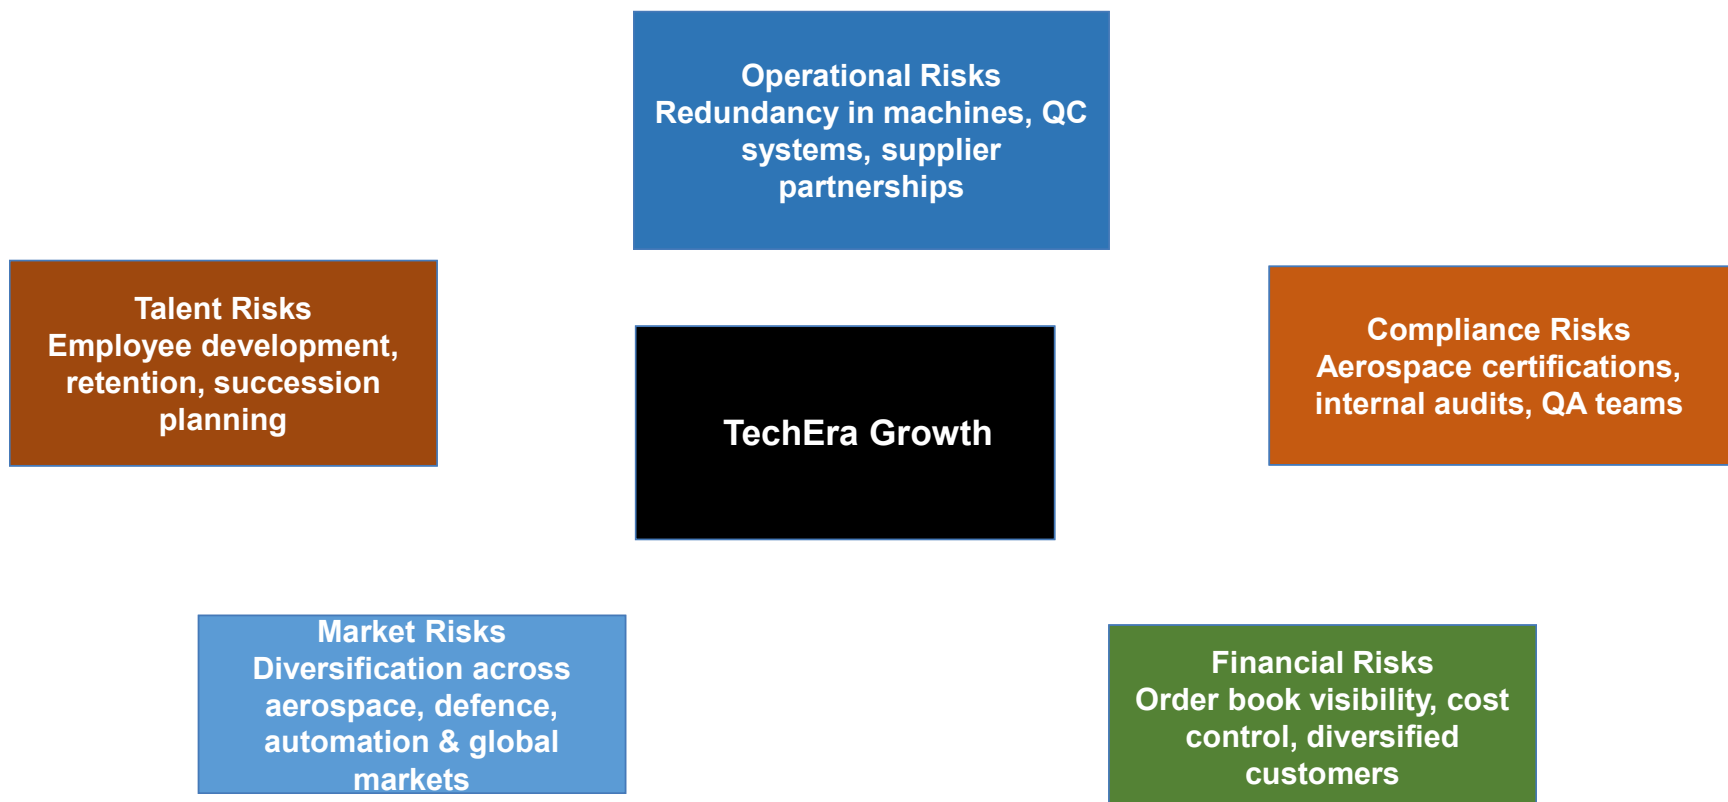 Operational Risks
Redundancy in machines, QC
systems, supplier
partnerships
Talent Risks
Employee development,
retention, succession
planning
TechEra Growth
Compliance Risks
Aerospace certifications,
internal audits, QA teams
Market Risks
Diversification across
aerospace, defence,
automation & global
markets
Financial Risks
Order book visibility, cost
control, diversified
customers